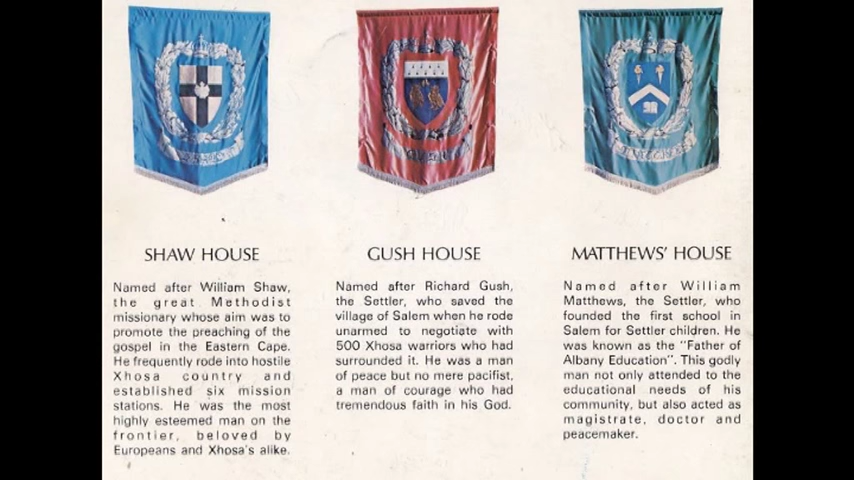 SHAW HOUSE
Named after William Shaw,
the great Methodist
missionary whose aim was to
promote the preaching of the
gospel in the Eastern Cape.
He frequently rode into hostile
Xhosa country and
established six mission
stations. He was the most
highly esteemed man on the
frontier, beloved by
Europeans and Xhosa's alike.
GUSH HOUSE
Named after Richard Gush,
the Settler, who saved the
village of Salem when he rode
unarmed to negotiate with
500 Xhosa warriors who had
surrounded it. He was a man
of peace but no mere pacifist,
a man of courage who had
tremendous faith in his God.
MATTHEWS' HOUSE
Named after William
Matthews, the Settler, who
founded the first school in
Salem for Settler children. He
was known as the "Father of
Albany Education". This godly
man not only attended to the
educational needs of his
community, but also acted as
magistrate, doctor and
peacemaker.